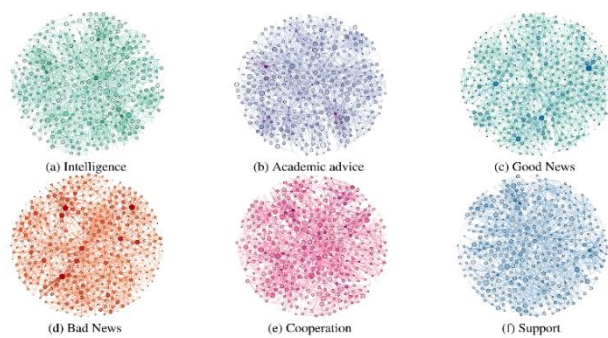 (a) Intelligence
(b) Academic advice
(c) Good News
(d) Bad News
(e) Cooperation
(f) Support